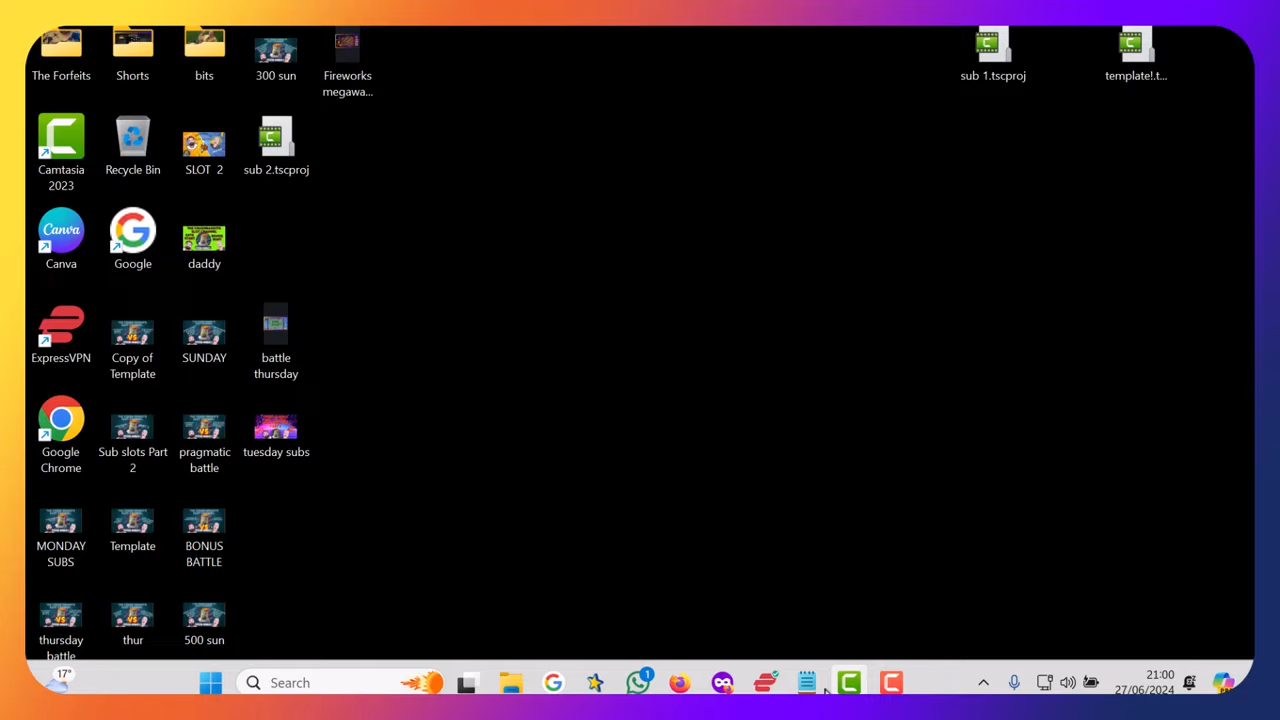 The Forfeits
Shorts
bits
300 sun
Fireworks
megawa...
sub 1.tscproj
template!.t...
Camtasia
2023
Recycle Bin
SLOT 2
sub 2.tscproj
Canva
Canva
Google
daddy
ExpressVPN
Copy of
Template
SUNDAY
battle
thursday
Google
Chrome
Sub slots Part
2
pragmatic
battle
tuesday subs
MONDAY
SUBS
Template
BONUS
BATTLE
thursday
battle
thur
500 sun
17°
Search
1
21:00
27/06/2024